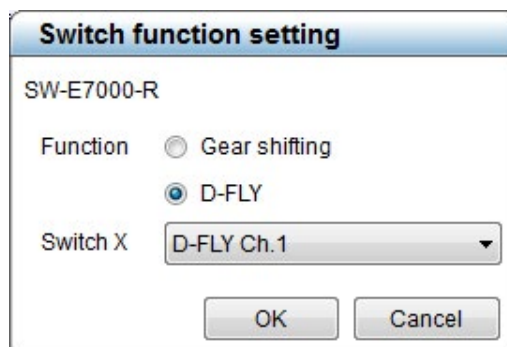 Switch function setting
SW-E7000-R
Function Gear shifting
D-FLY
Switch X D-FLY Ch.1
OK Cancel